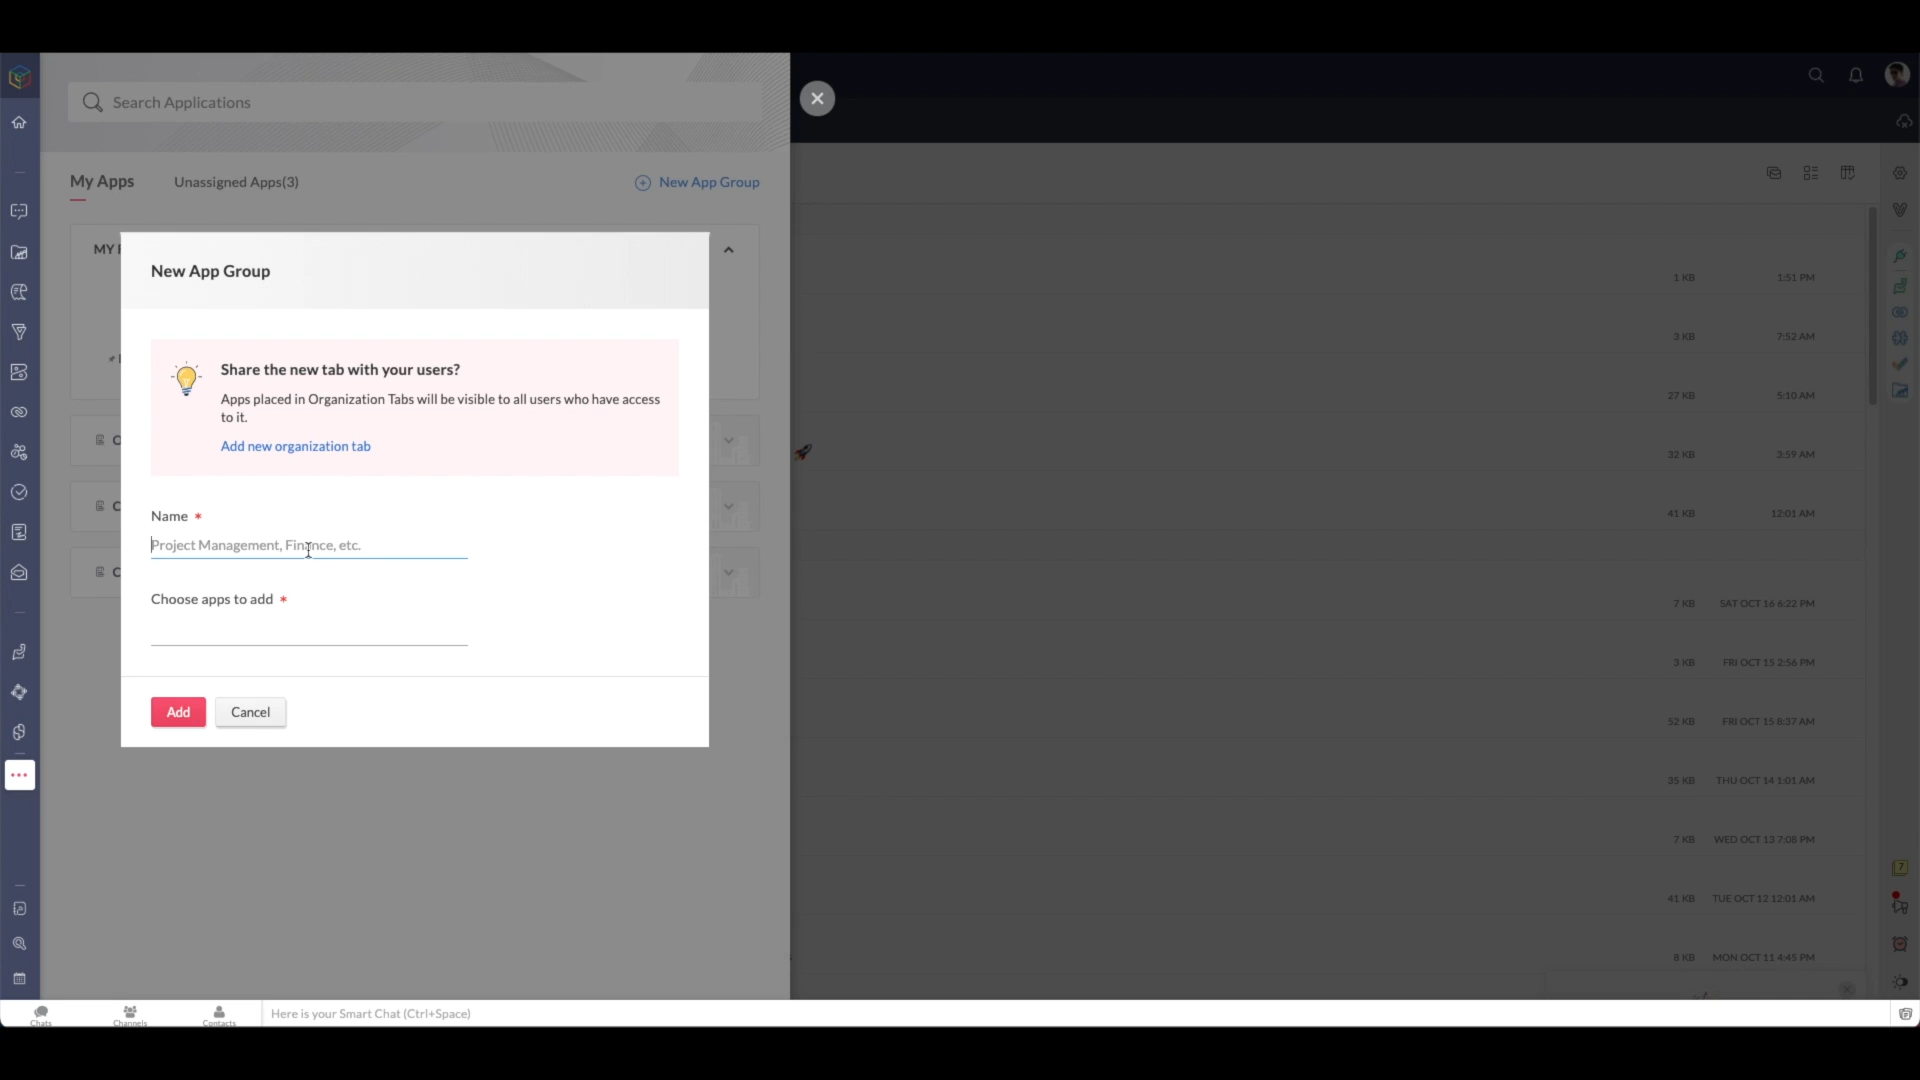 Search Applications
My Apps
Unassigned Apps(3)
New App Group
MY
New App Group
Share the new tab with your users?
Apps placed in Organization Tabs will be visible to all users who have access
to it.
Add new organization tab
Name *
Project Management, Finance, etc.
Choose apps to add *
Add
Cancel
1 KB 1:51 PM
3 KB 7:52 AM
27 KB 5:10 AM
32 KB 3:59 AM
41 KB 12:01 AM
7 KB SAT OCT 16 6:22 PM
3 KB FRI OCT 15 2:56 PM
52 KB FRI OCT 15 8:37 AM
35 KB THU OCT 14 1:01 AM
7 KB WED OCT 13 7:08 PM
41 KB TUE OCT 12 12:01 AM
8 KB MON OCT 11 4:45 PM
7
Chats
Channels
Contacts
Here is your Smart Chat (Ctrl+Space)